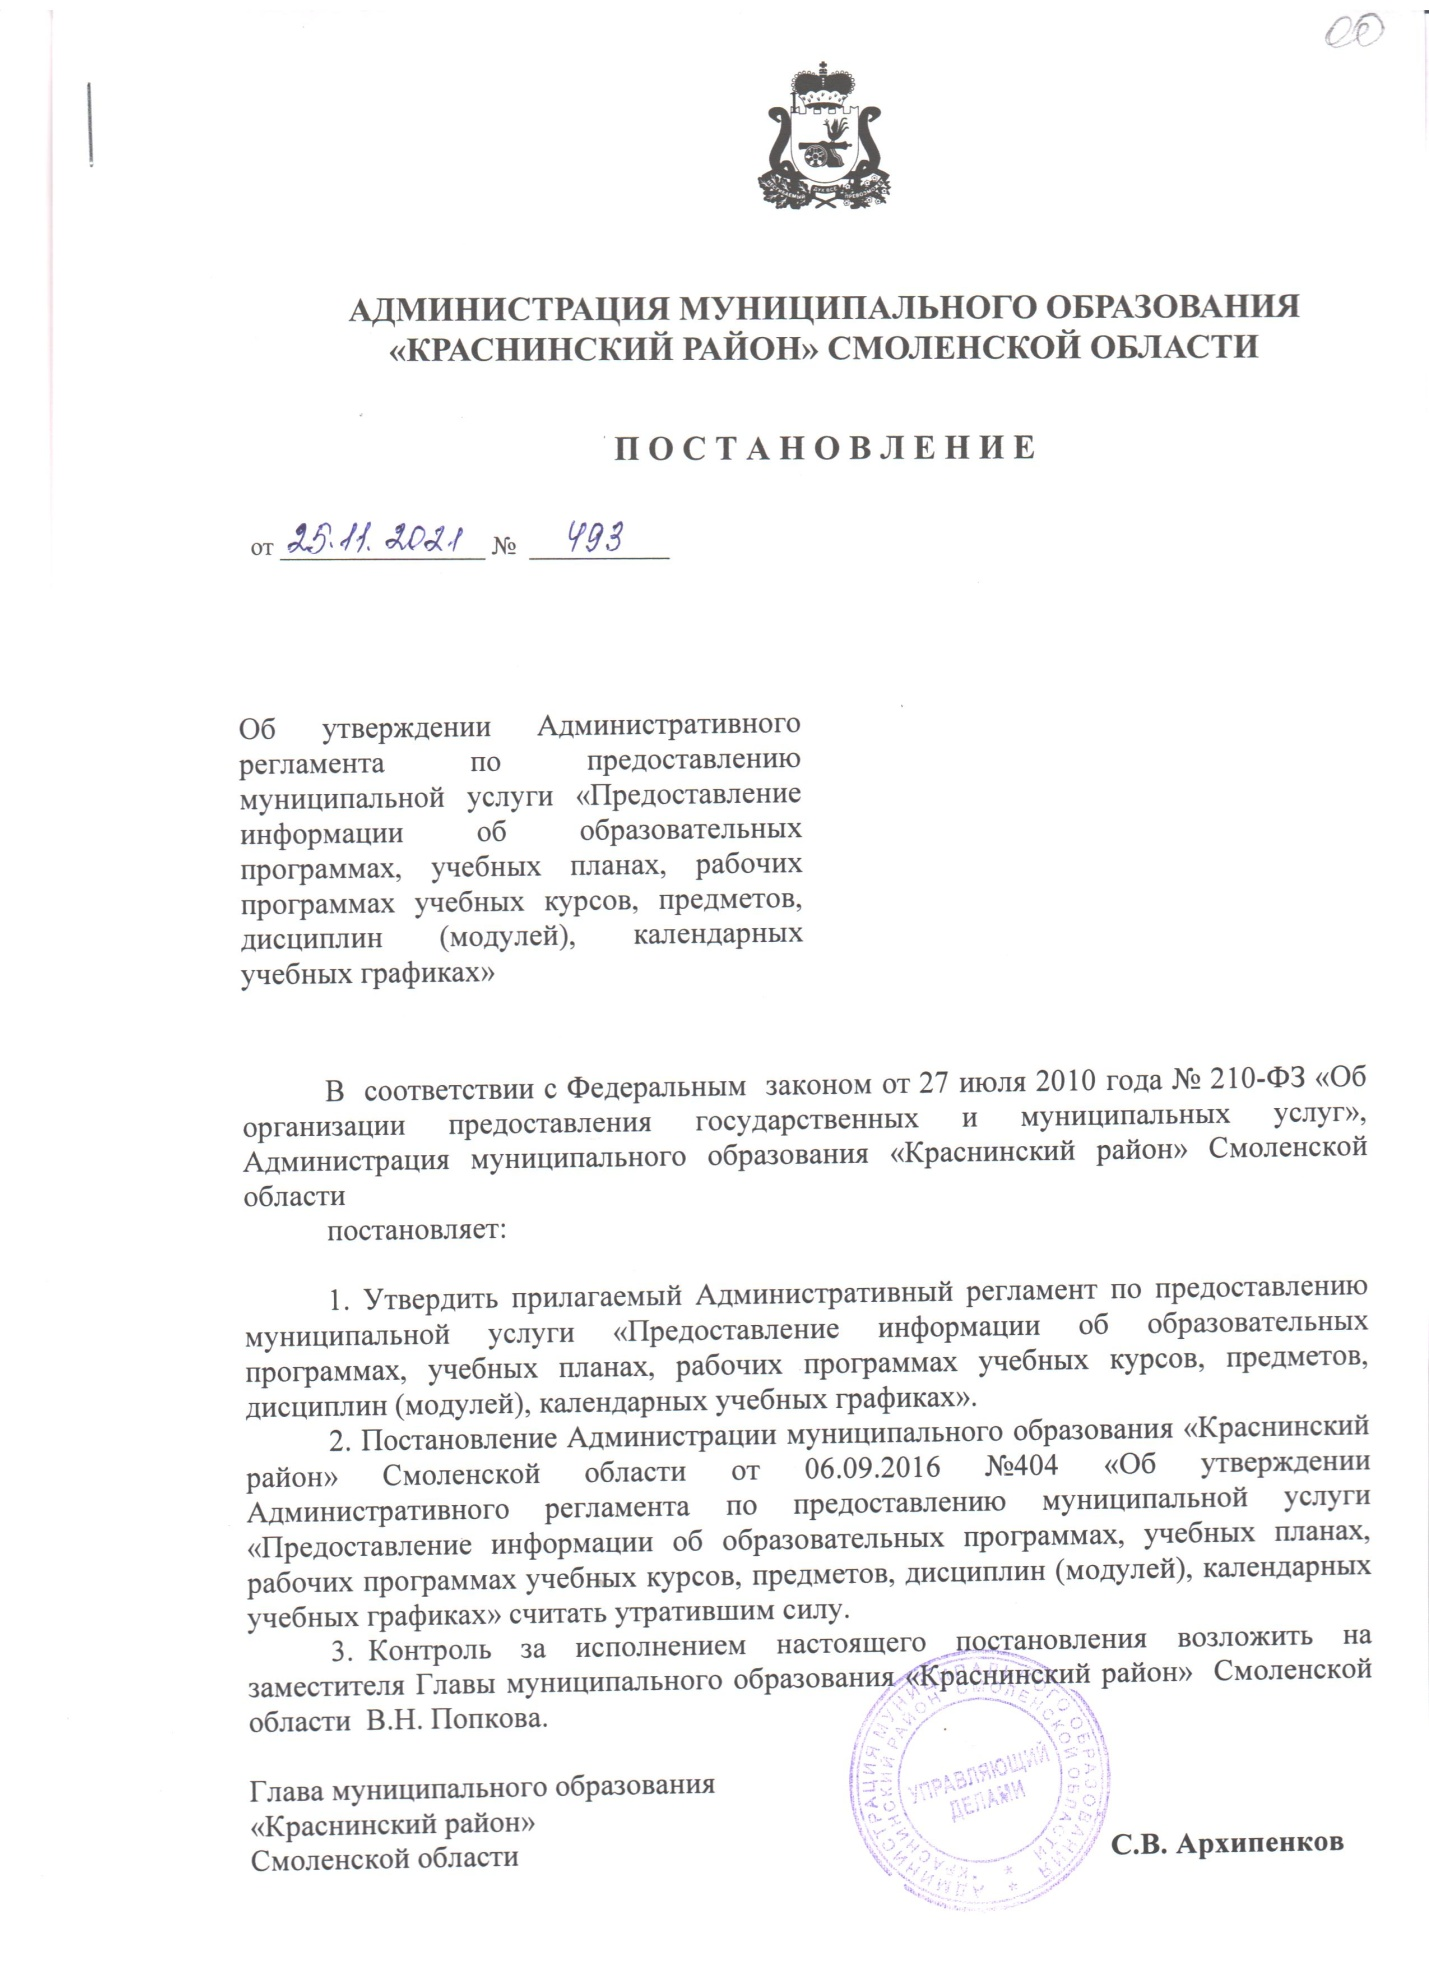 АДМИНИСТРАЦИЯ МУНИЦИПАЛЬНОГО ОБРАЗОВАНИЯ
«КРАСНИНСКИЙ РАЙОН» СМОЛЕНСКОЙ ОБЛАСТИ
П О С Т А Н О В Л Е Н И Е
от 25.11.2021 № 493
Об утверждении Административного
регламента по предоставлению
муниципальной услуги «Предоставление
информации об образовательных
программах, учебных планах, рабочих
программах учебных курсов, предметов,
дисциплин (модулей), календарных
учебных графиках»
В соответствии с Федеральным законом от 27 июля 2010 года № 210-ФЗ «Об
организации предоставления государственных и муниципальных услуг»,
Администрация муниципального образования «Краснинский район» Смоленской
области
постановляет:
1. Утвердить прилагаемый Административный регламент по предоставлению
муниципальной услуги «Предоставление информации об образовательных
программах, учебных планах, рабочих программах учебных курсов, предметов,
дисциплин (модулей), календарных учебных графиках».
2. Постановление Администрации муниципального образования «Краснинский
район» Смоленской области от 06.09.2016 №404 «Об утверждении
Административного регламента по предоставлению муниципальной услуги
«Предоставление информации об образовательных программах, учебных планах,
рабочих программах учебных курсов, предметов, дисциплин (модулей), календарных
учебных графиках» считать утратившим силу.
3. Контроль за исполнением настоящего постановления возложить на
заместителя Главы муниципального образования «Краснинский район» Смоленской
области В.Н. Попкова.
Глава муниципального образования
«Краснинский район»
Смоленской области
С.В. Архипенков
АДМИНИСТРАЦИЯ МУНИЦИПАЛЬНОГО ОБРАЗОВАНИЯ
КРАСНИНСКИЙ РАЙОН СМОЛЕНСКОЙ ОБЛАСТИ
УПРАВЛЯЮЩИЙ
ДЕЛАМИ